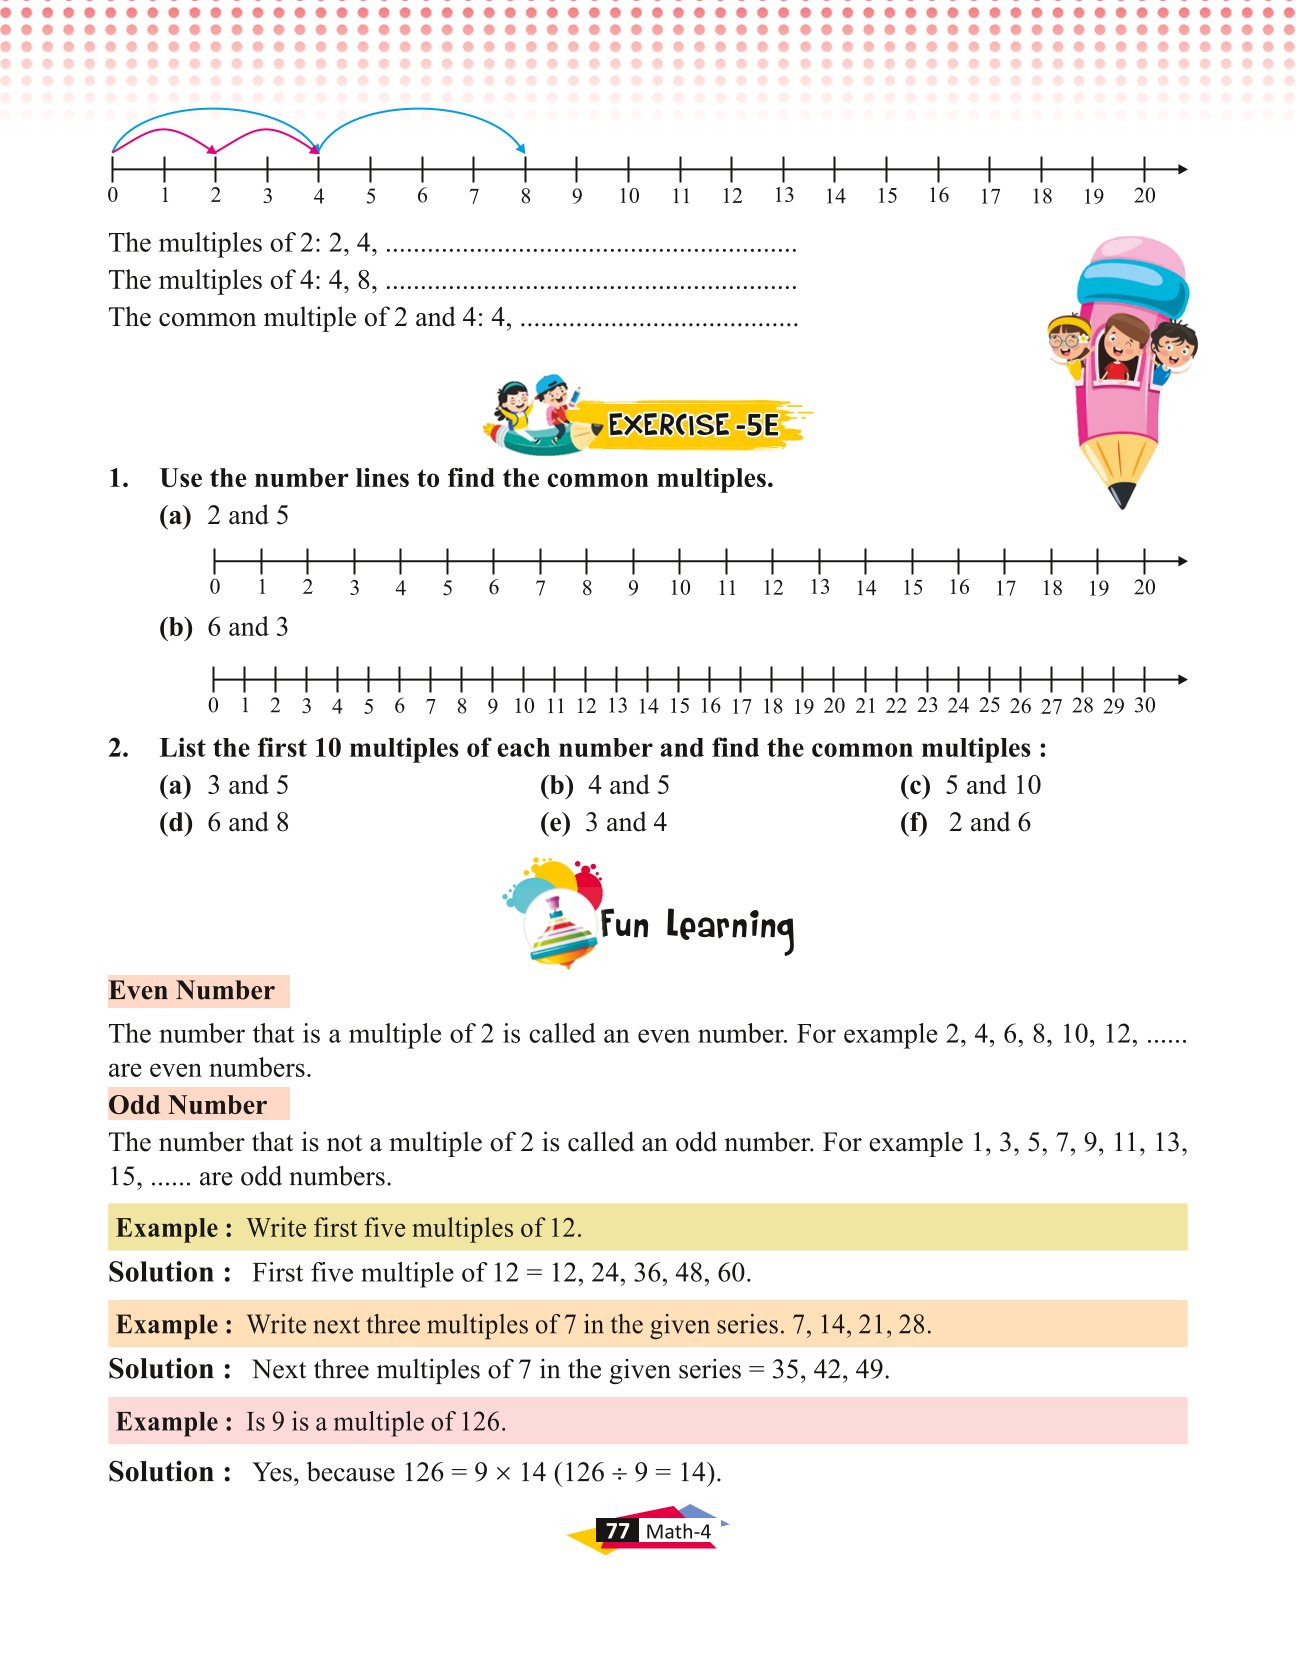 0 1 2 3 4 5 6 7 8 9 10 11 12 13 14 15 16 17 18 19 20
The multiples of 2: 2, 4, ...........................................................
The multiples of 4: 4, 8, ...........................................................
The common multiple of 2 and 4: 4, ........................................
EXERCISE -5E
1. Use the number lines to find the common multiples.
(a) 2 and 5
0 1 2 3 4 5 6 7 8 9 10 11 12 13 14 15 16 17 18 19 20
(b) 6 and 3
0 1 2 3 4 5 6 7 8 9 10 11 12 13 14 15 16 17 18 19 20 21 22 23 24 25 26 27 28 29 30
2. List the first 10 multiples of each number and find the common multiples :
(a) 3 and 5 (b) 4 and 5 (c) 5 and 10
(d) 6 and 8 (e) 3 and 4 (f) 2 and 6
Fun Learning
Even Number
The number that is a multiple of 2 is called an even number. For example 2, 4, 6, 8, 10, 12, ......
are even numbers.
Odd Number
The number that is not a multiple of 2 is called an odd number. For example 1, 3, 5, 7, 9, 11, 13,
15, ...... are odd numbers.
Example : Write first five multiples of 12.
Solution : First five multiple of 12 = 12, 24, 36, 48, 60.
Example : Write next three multiples of 7 in the given series. 7, 14, 21, 28.
Solution : Next three multiples of 7 in the given series = 35, 42, 49.
Example : Is 9 is a multiple of 126.
Solution : Yes, because 126 = 9 × 14 (126 ÷ 9 = 14).
77 Math-4